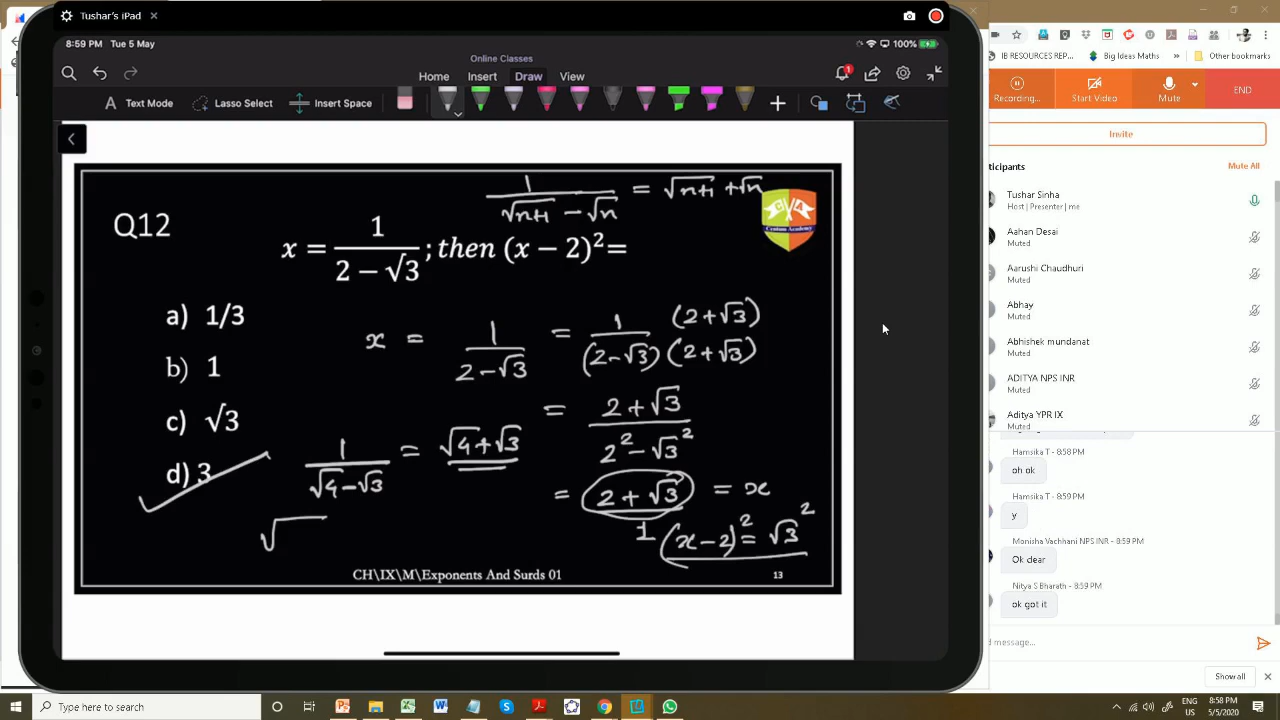 Tushar's iPad
8:59 PM Tue 5 May
100%
Online Classes
Home Insert Draw View
1
A Text Mode Lasso Select Insert Space
Q12
1/(√n+1 − √n) = √n+1 + √n
x = 1/(2 − √3) ; then (x − 2)²=
a) 1/3
b) 1
c) √3
d) 3
x = 1/(2−√3) = 1/(2−√3) (2+√3)/(2+√3)
= (2+√3)/(2²−√3²)
1/(√4−√3) = √4+√3
= 2+√3 = x
1
(x−2)² = √3²
√
CH\IX\M\Exponents And Surds 01
13
IB RESOURCES REP... Big Ideas Maths » Other bookmarks
Recording... Start Video Mute END
Invite
articipants Mute All
Tushar Sinha
Host | Presenter | me
Aahan Desai
Muted
Aarushi Chaudhuri
Muted
Abhay
Muted
Abhishek mundanat
Muted
ADITYA NPS INR
Muted
Aditya YPR IX
Hamsika T - 8:58 PM
oh ok
Hamsika T - 8:59 PM
y
Monisha Vachhani NPS INR - 8:59 PM
Ok dear
Nitya S Bharath - 8:59 PM
ok got it
d message...
Show all
Type here to search
ENG
US
8:58 PM
5/5/2020